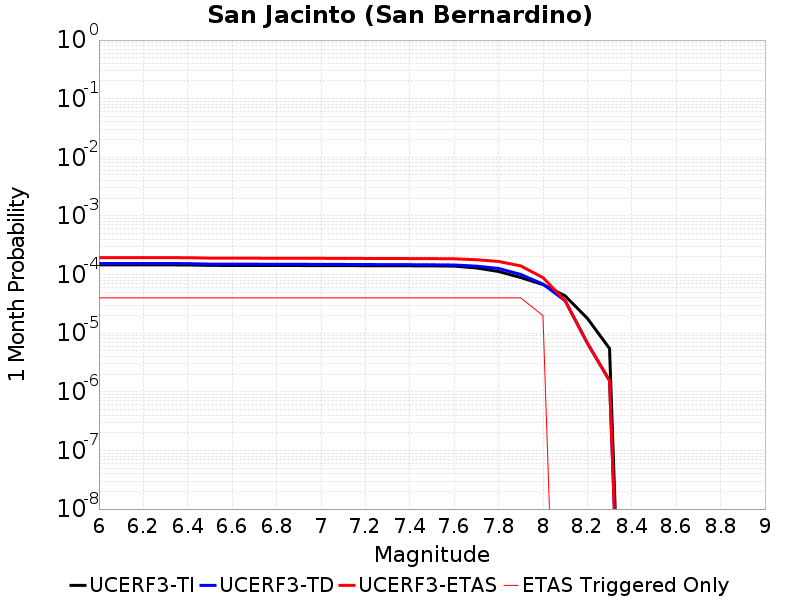 San Jacinto (San Bernardino)
10^0
10^-1
10^-2
10^-3
10^-4
10^-5
10^-6
10^-7
10^-8
1 Month Probability
6 6.2 6.4 6.6 6.8 7 7.2 7.4 7.6 7.8 8 8.2 8.4 8.6 8.8 9
Magnitude
UCERF3-TI UCERF3-TD UCERF3-ETAS ETAS Triggered Only